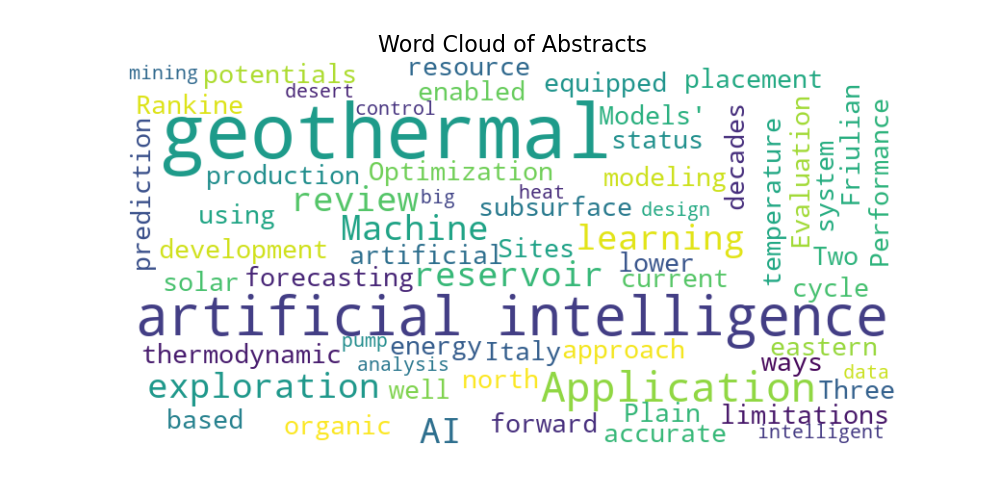 Word Cloud of Abstracts
mining potentials resource equipped placement
Rankine desert enabled
control Models'
geothermal status
prediction production Optimization modeling decades temperature Evaluation system Friulian Performance
review big heat
using Machine subsurface design
development artificial Sites learning Two
solar forecasting reservoir lower current cycle
artificial intelligence
thermodynamic pump energy Italy approach eastern
analysis ways data
exploration well north Application Three
based organic AI forward Plain limitations
accurate intelligent